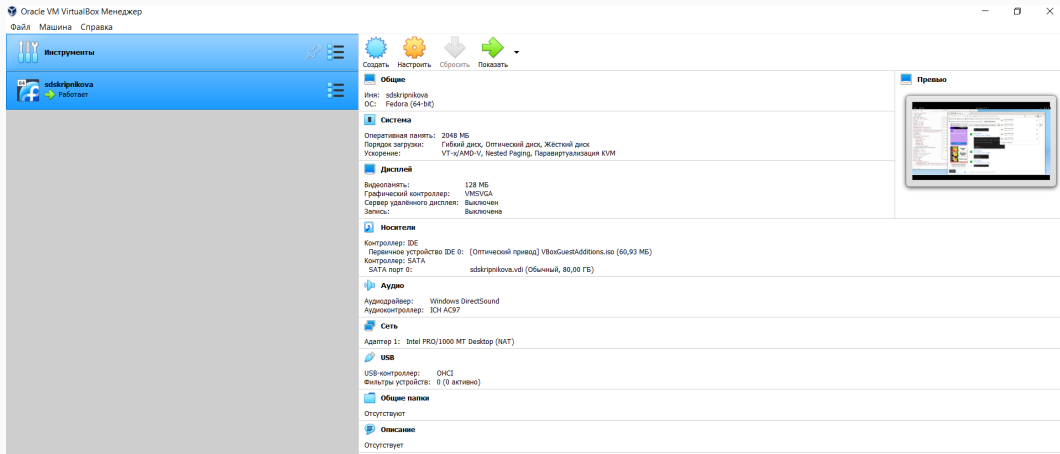 Oracle VM VirtualBox Менеджер
Файл Машина Справка
Инструменты
64 sdskripnikova
Работает
Создать Настроить Сбросить Показать
Общие
Имя: sdskripnikova
ОС: Fedora (64-bit)
Система
Оперативная память: 2048 МБ
Порядок загрузки: Гибкий диск, Оптический диск, Жёсткий диск
Ускорение: VT-x/AMD-V, Nested Paging, Паравиртуализация KVM
Дисплей
Видеопамять: 128 МБ
Графический контроллер: VMSVGA
Сервер удалённого дисплея: Выключен
Запись: Выключена
Носители
Контроллер: IDE
Первичное устройство IDE 0: [Оптический привод] VBoxGuestAdditions.iso (60,93 МБ)
Контроллер: SATA
SATA порт 0: sdskripnikova.vdi (Обычный, 80,00 ГБ)
Аудио
Аудиодрайвер: Windows DirectSound
Аудиоконтроллер: ICH AC97
Сеть
Адаптер 1: Intel PRO/1000 MT Desktop (NAT)
USB
USB-контроллер: OHCI
Фильтры устройств: 0 (0 активно)
Общие папки
Отсутствуют
Описание
Отсутствует
Превью